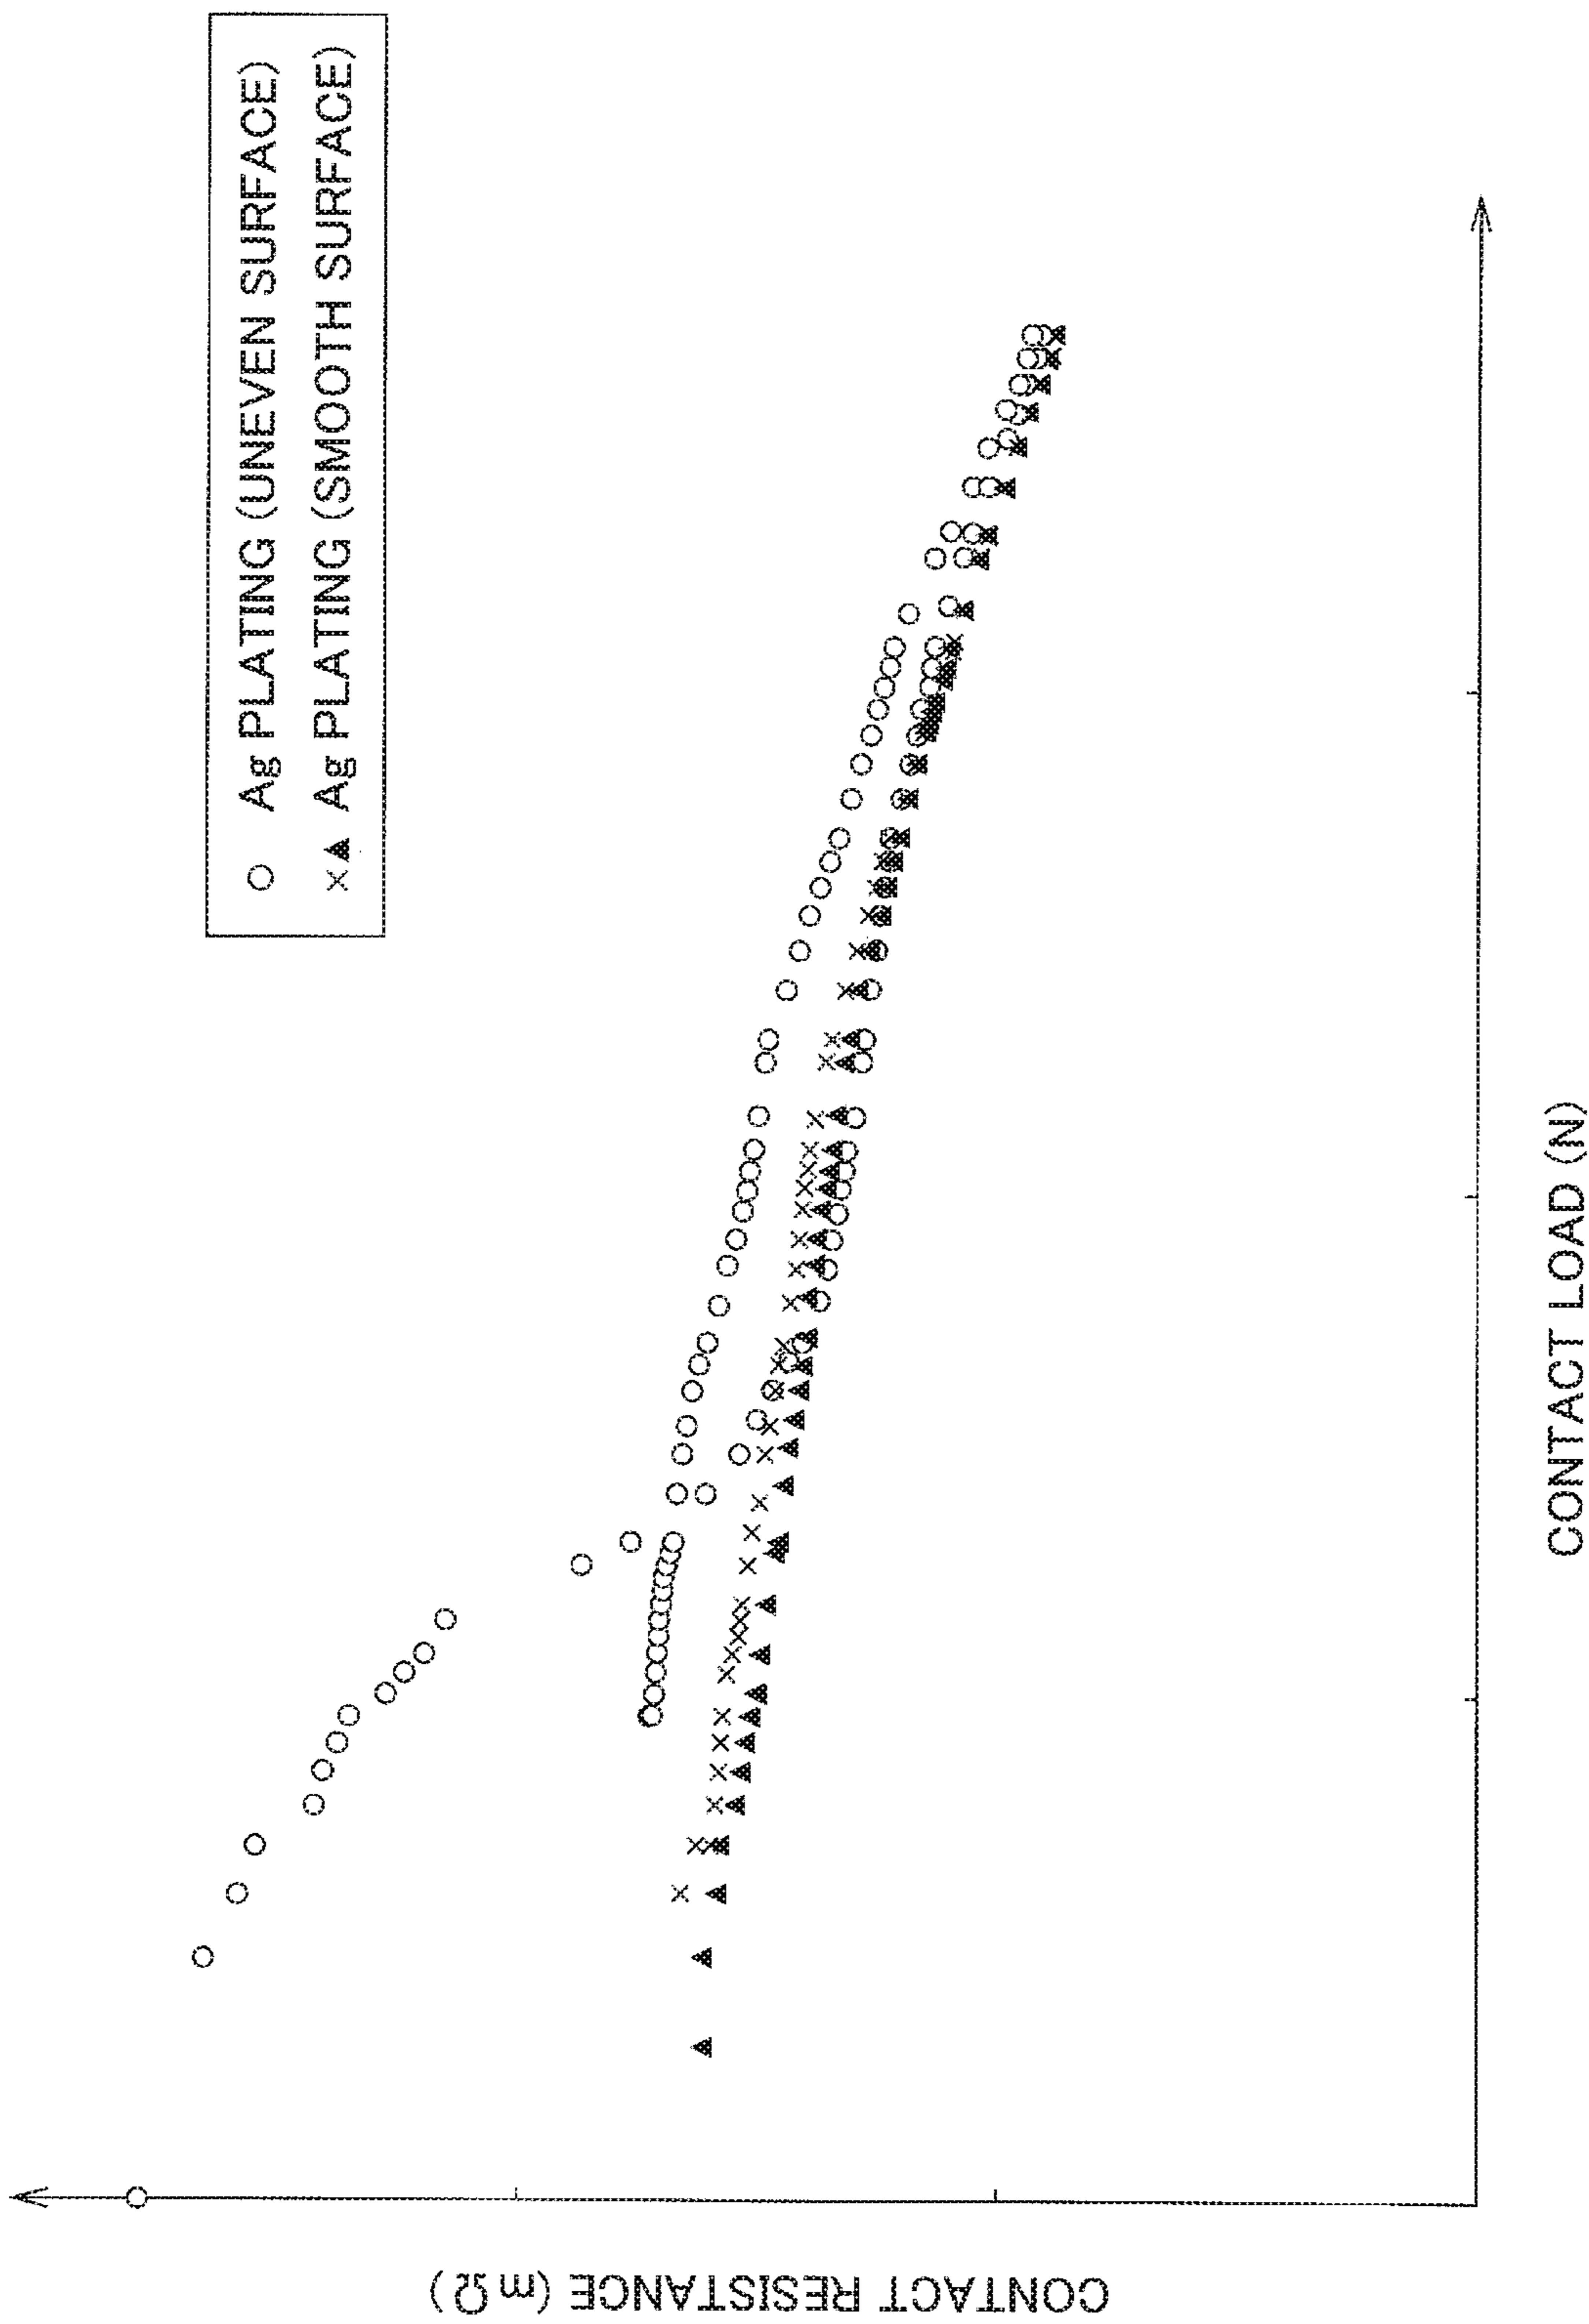 ○ Ag PLATING (UNEVEN SURFACE)
×▲ Ag PLATING (SMOOTH SURFACE)
CONTACT RESISTANCE (mΩ)
CONTACT LOAD (N)